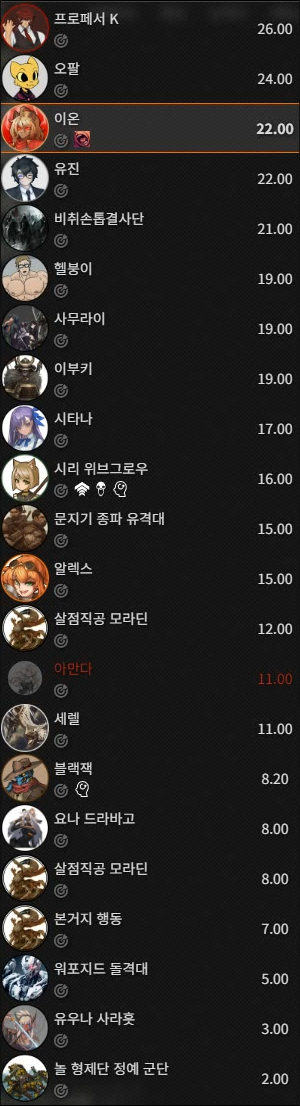 프로페서 K
26.00
오팔
24.00
이온
22.00
유진
22.00
비취손톱결사단
21.00
헬붕이
19.00
사무라이
19.00
이부키
19.00
시타나
17.00
시리 위브그로우
16.00
문지기 종파 유격대
15.00
알렉스
15.00
살점직공 모라딘
12.00
아만다
11.00
세렐
11.00
블랙잭
8.20
요나 드라바고
8.00
살점직공 모라딘
8.00
본거지 행동
7.00
워포지드 돌격대
5.00
유우나 사라홋
3.00
놀 형제단 정예 군단
2.00